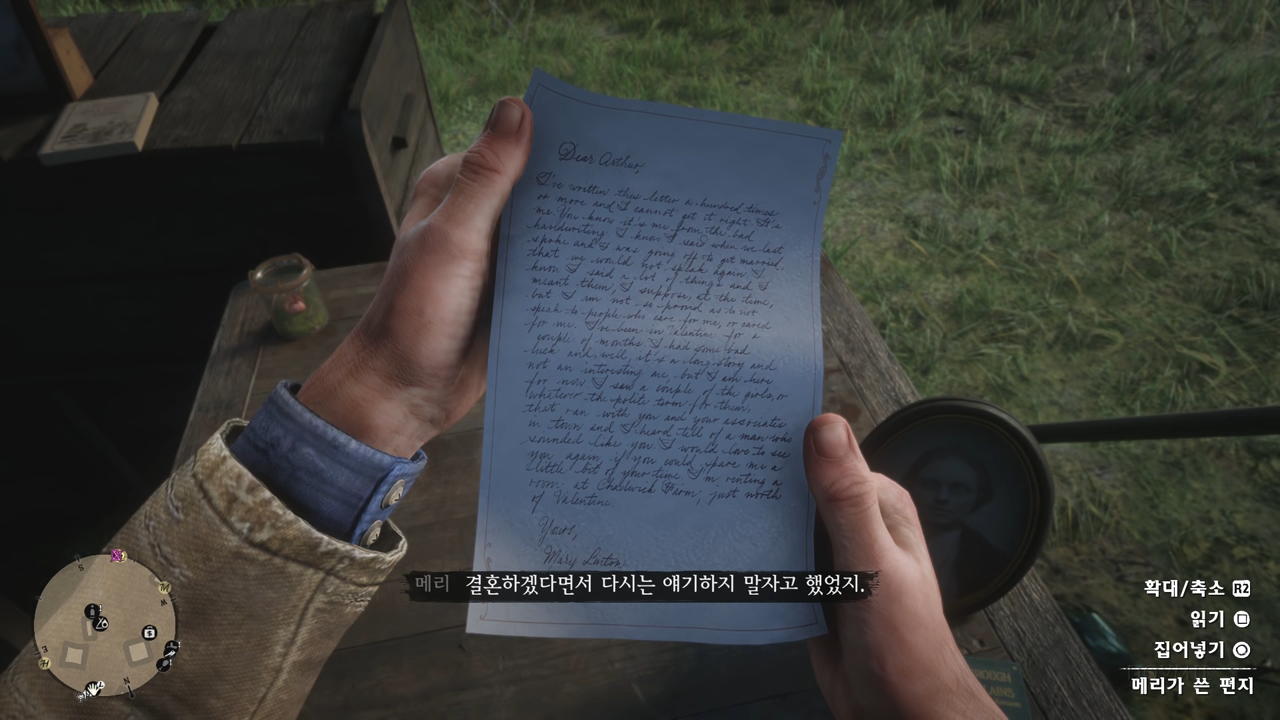 Dear Arthur,
I've written this letter a hundred times
or more and I cannot get it right. It's
me. You know it's me from the bad
handwriting. I know I said when we last
spoke and I was going off to get married,
that we would not speak again. I
know I said a lot of things and I
meant them, I suppose, at the time,
but I am not so proud as to not
speak to people who care for me, or cared
for me. I've been in Valentine for a
couple of months. I had some bad
luck and, well, it's a long story and
not an interesting one, but I am here
for now. I saw a couple of the girls, or
whatever the polite term for them,
that ran with you and your associates
in town and I heard tell of a man who
sounded like you. I would love to see
you again, if you could spare me a
little bit of your time. I'm renting a
room at Chadwick Farm, just north
of Valentine.
Yours,
Mary Linton
메리 결혼하겠다면서 다시는 얘기하지 말자고 했었지.
확대/축소 R2
읽기
집어넣기
메리가 쓴 편지